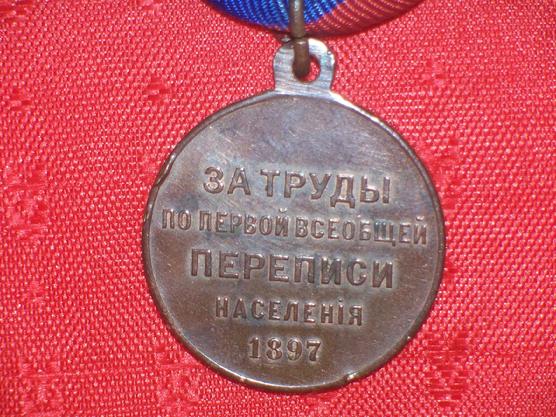 ЗА ТРУДЫ
ПО ПЕРВОЙ ВСЕОБЩЕЙ
ПЕРЕПИСИ
НАСЕЛЕНІЯ
1897